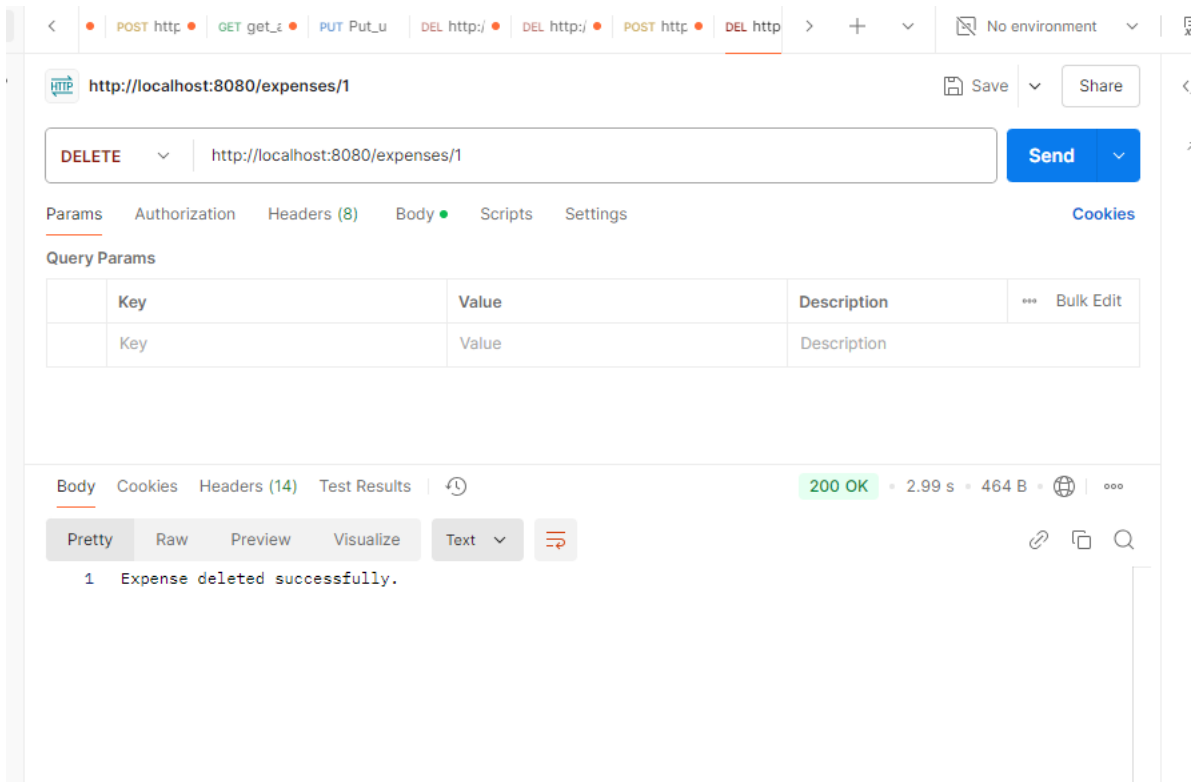 POST http GET get_a PUT Put_u DEL http:/ DEL http:/ POST http DEL http No environment
HTTP http://localhost:8080/expenses/1 Save Share
DELETE http://localhost:8080/expenses/1 Send
Params Authorization Headers (8) Body Scripts Settings Cookies
Query Params
Key Value Description Bulk Edit
Key Value Description
Body Cookies Headers (14) Test Results 200 OK 2.99 s 464 B
Pretty Raw Preview Visualize Text
1 Expense deleted successfully.